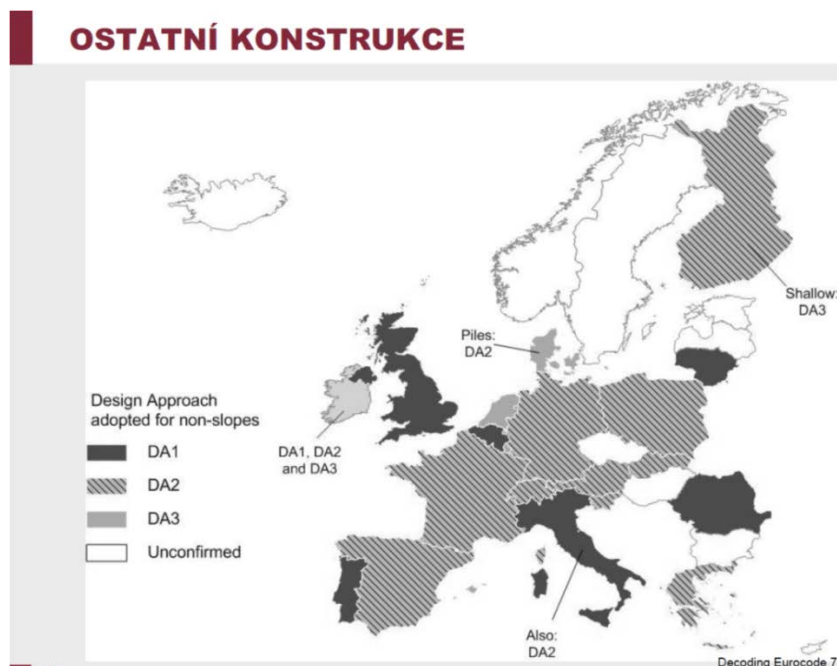 OSTATNÍ KONSTRUKCE
Shallow:
DA3
Piles:
DA2
Design Approach
adopted for non-slopes
DA1
DA2
DA3
Unconfirmed
DA1, DA2
and DA3
Also:
DA2
Decoding Eurocode 7